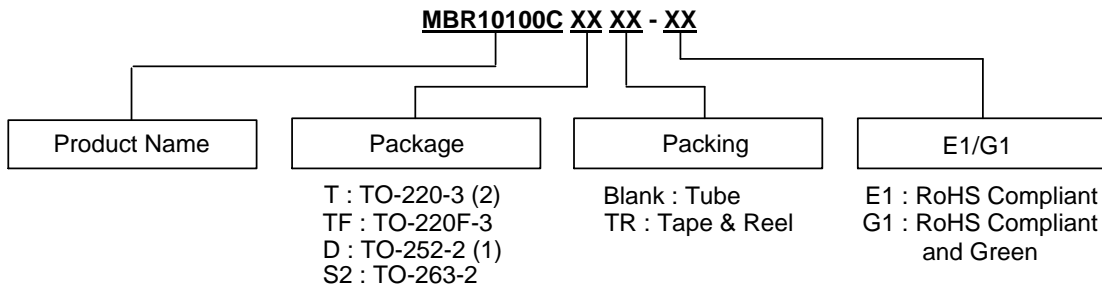 MBR10100C XX XX - XX
Product Name
Package
Packing
E1/G1
T : TO-220-3 (2)
TF : TO-220F-3
D : TO-252-2 (1)
S2 : TO-263-2
Blank : Tube
TR : Tape & Reel
E1 : RoHS Compliant
G1 : RoHS Compliant
and Green